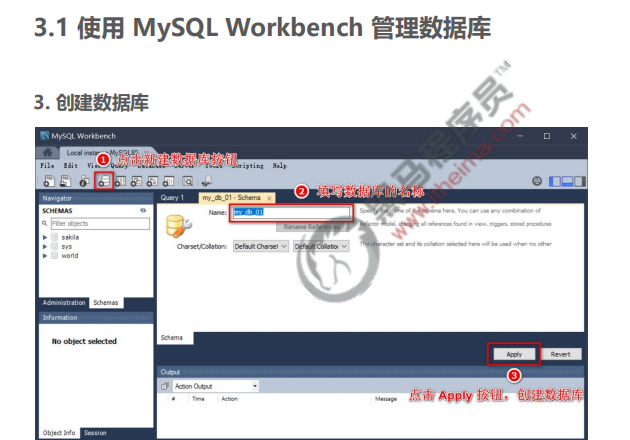 3.1 使用 MySQL Workbench 管理数据库
3. 创建数据库
MySQL Workbench
Local instance MySQL80
1 点击新建数据库按钮
File Edit View Query Scripting Help
2 填写数据库的名称
Navigator
Query 1 my_db_01 - Schema
SCHEMAS
Filter objects
sakila
sys
world
Name: my_db_01
Specify the name of the schema here. You can use any combination of
Rename References
Refactor model, changing all references found in view, triggers, stored procedures
Charset/Collation: Default Charset Default Collation
The character set and its collation selected here will be used when no other
黑马程序员™
www.itheima.com
Administration Schemas
Information
No object selected
Schema
Apply Revert
3
点击 Apply 按钮，创建数据库
Output
Action Output
# Time Action Message
Object Info Session